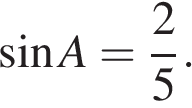 sin A = 2/5.